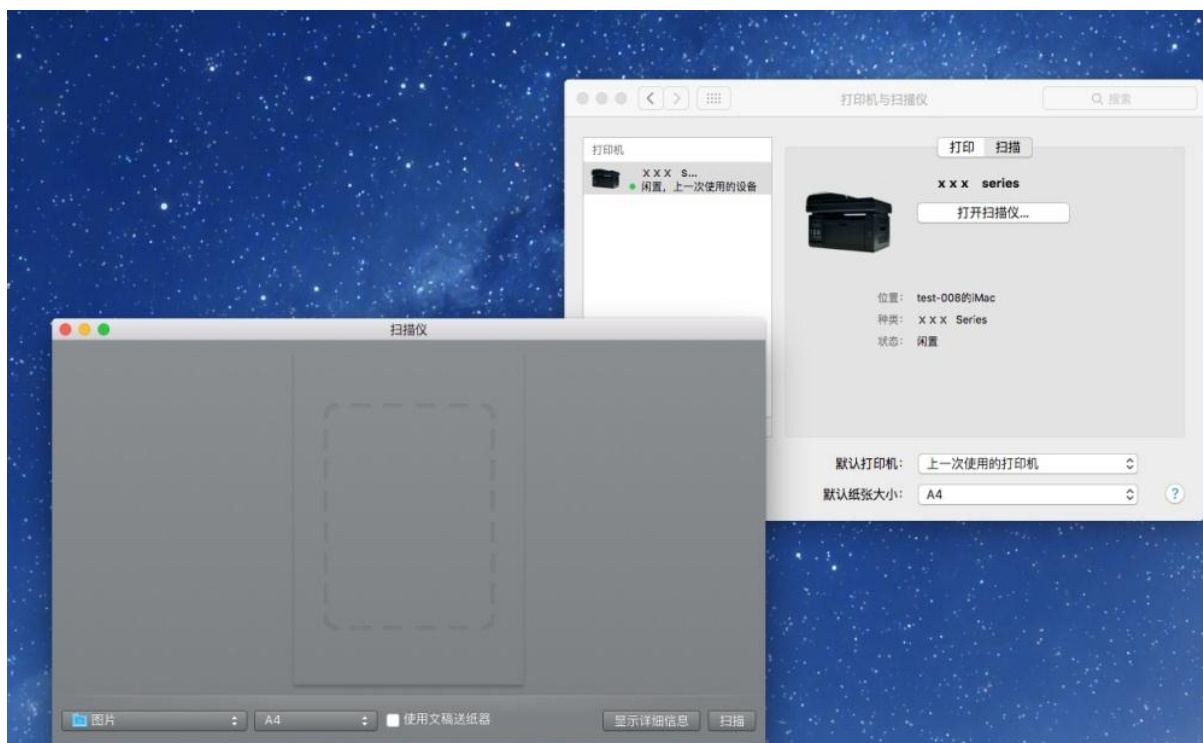 打印机与扫描仪
搜索
打印机
x x x s...
闲置，上一次使用的设备
打印 扫描
x x x series
打开扫描仪...
位置： test-008的iMac
种类： x x x Series
状态： 闲置
默认打印机： 上一次使用的打印机
默认纸张大小： A4
?
扫描仪
图片
A4
使用文稿送纸器
显示详细信息
扫描